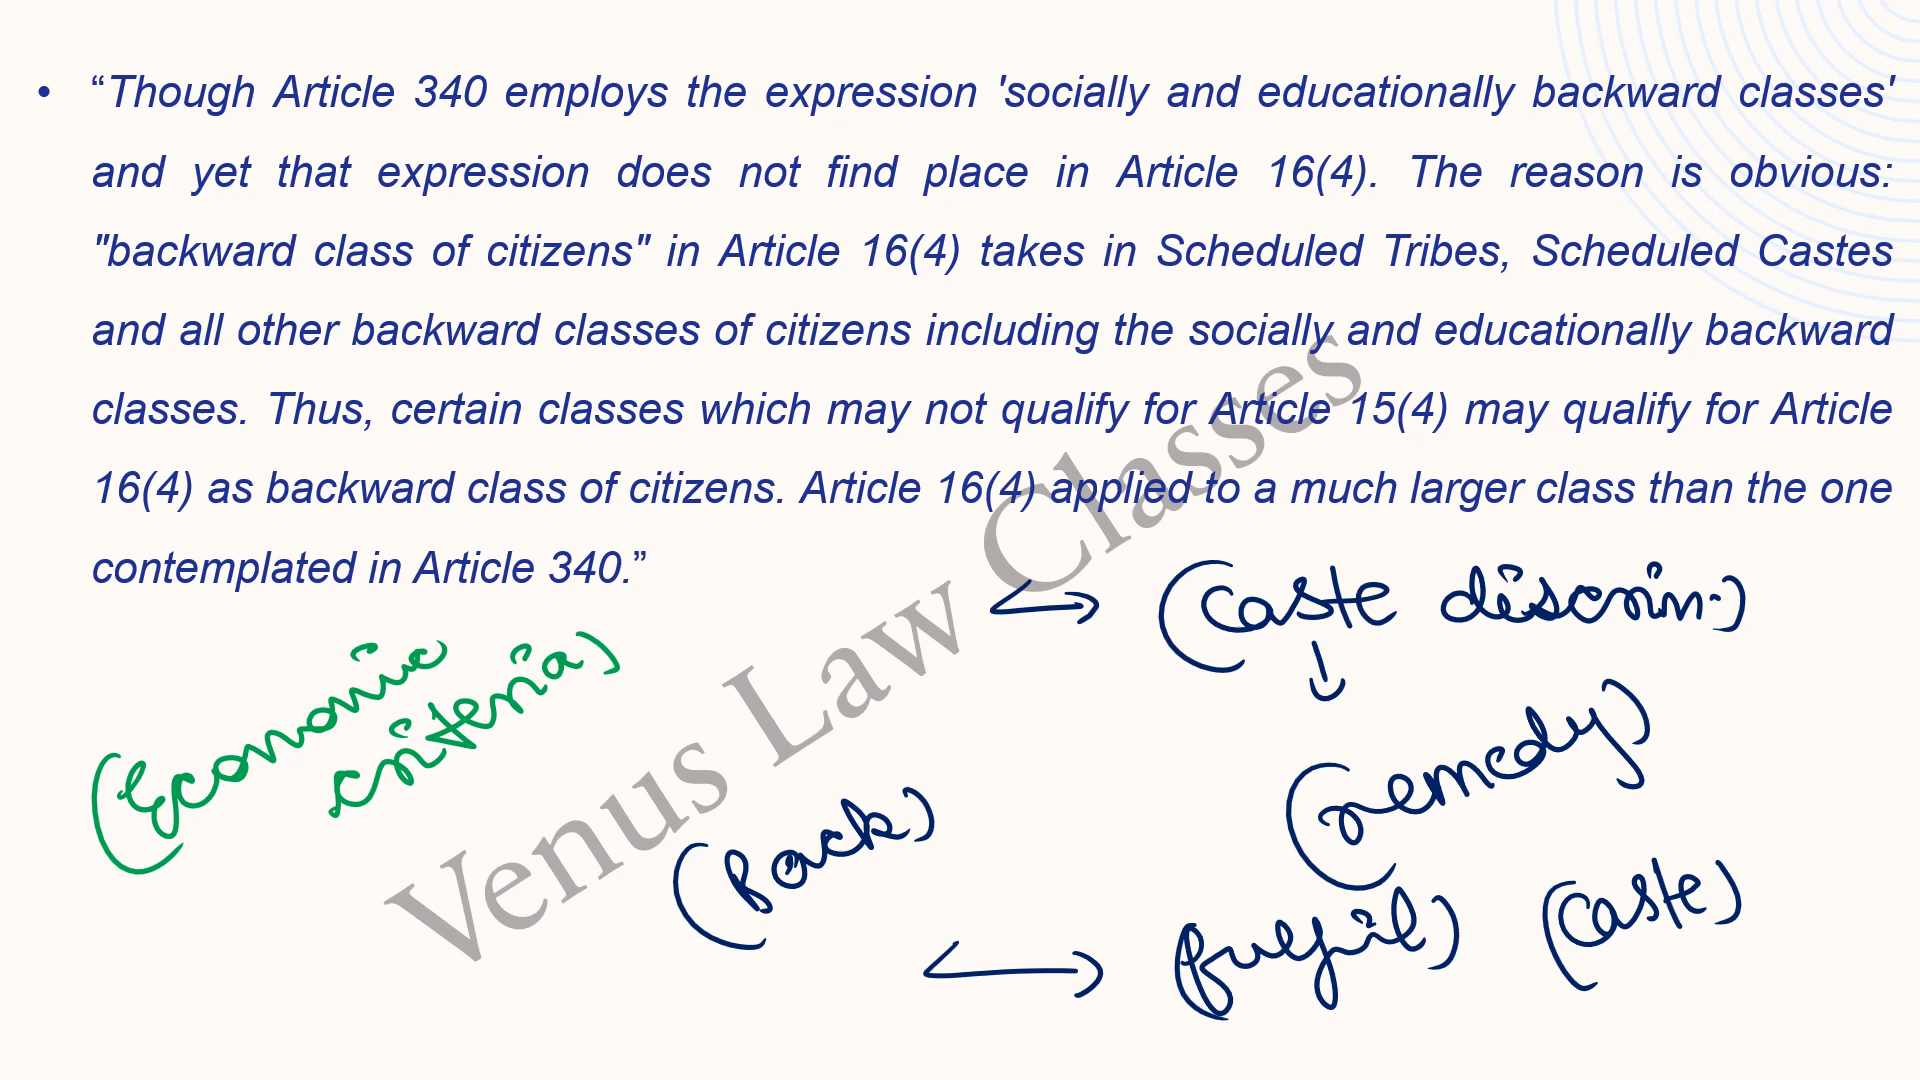 • “Though Article 340 employs the expression 'socially and educationally backward classes'
and yet that expression does not find place in Article 16(4). The reason is obvious:
"backward class of citizens" in Article 16(4) takes in Scheduled Tribes, Scheduled Castes
and all other backward classes of citizens including the socially and educationally backward
classes. Thus, certain classes which may not qualify for Article 15(4) may qualify for Article
16(4) as backward class of citizens. Article 16(4) applied to a much larger class than the one
contemplated in Article 340.”
(Caste discrim)
(Economic
criteria)
(remedy)
(Back)
(Caste)
Venus Law Classes